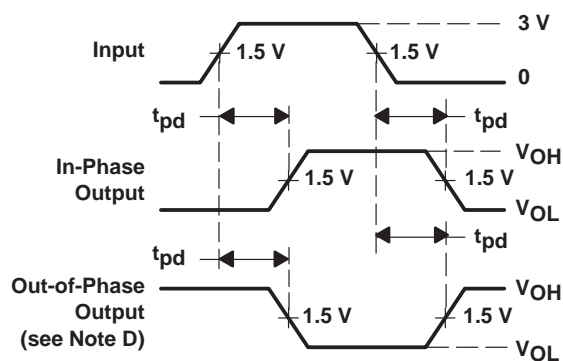 3 V
Input
1.5 V
1.5 V
0
tpd
tpd
VOH
In-Phase
Output
1.5 V
1.5 V
VOL
tpd
tpd
Out-of-Phase
Output
(see Note D)
VOH
1.5 V
1.5 V
VOL